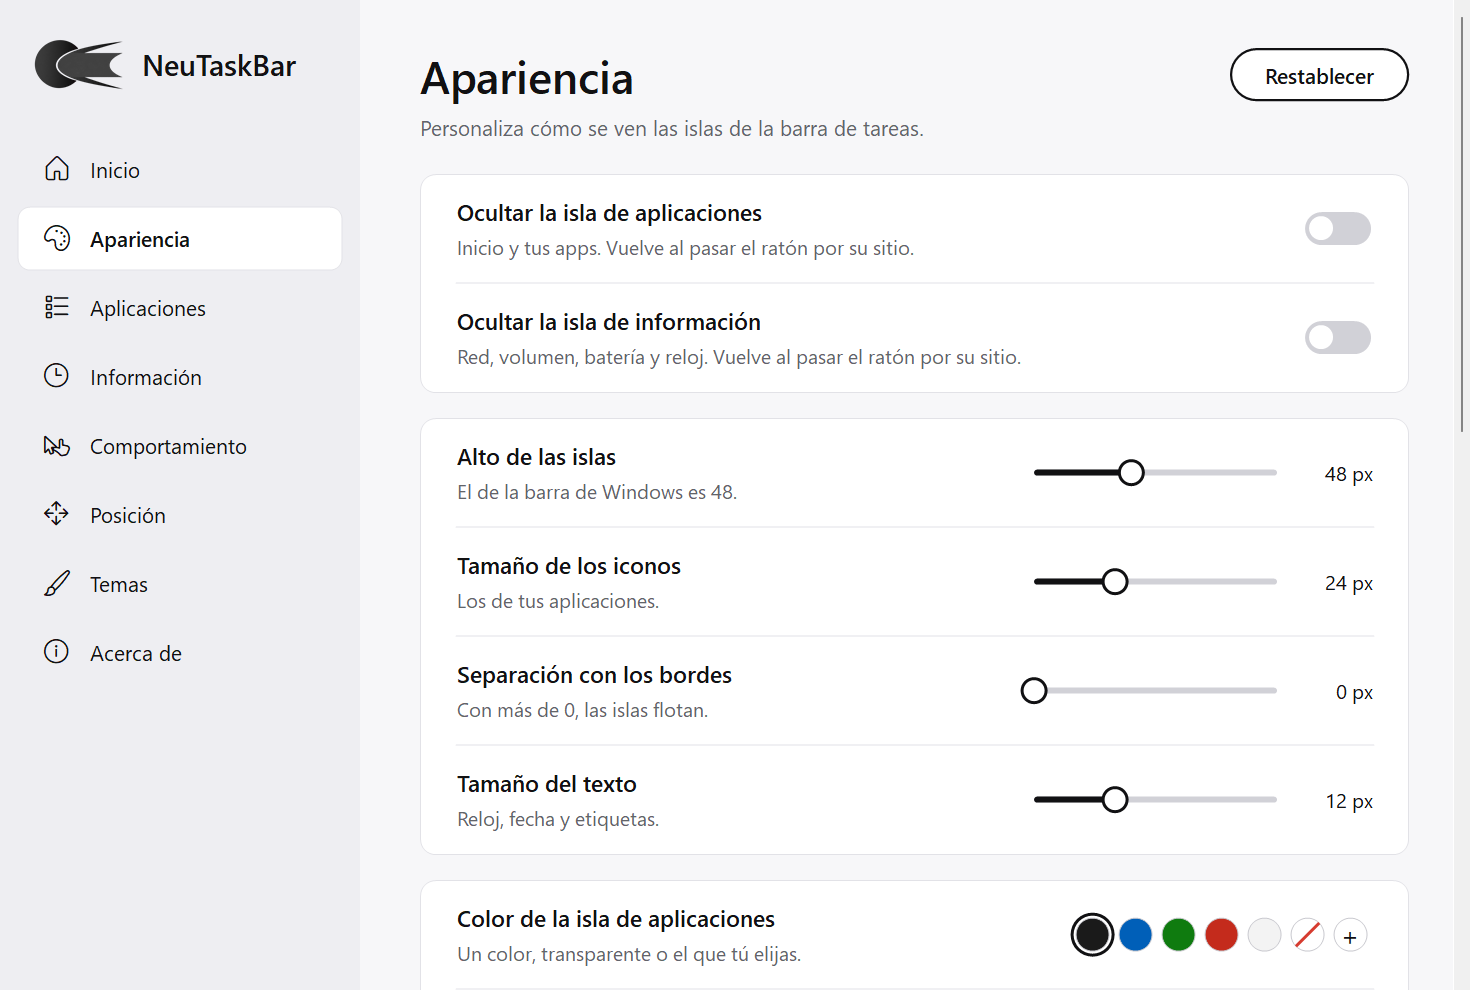 NeuTaskBar
Inicio
Apariencia
Aplicaciones
Información
Comportamiento
Posición
Temas
Acerca de
Apariencia
Restablecer
Personaliza cómo se ven las islas de la barra de tareas.
Ocultar la isla de aplicaciones
Inicio y tus apps. Vuelve al pasar el ratón por su sitio.
Ocultar la isla de información
Red, volumen, batería y reloj. Vuelve al pasar el ratón por su sitio.
Alto de las islas
El de la barra de Windows es 48.
48 px
Tamaño de los iconos
Los de tus aplicaciones.
24 px
Separación con los bordes
Con más de 0, las islas flotan.
0 px
Tamaño del texto
Reloj, fecha y etiquetas.
12 px
Color de la isla de aplicaciones
Un color, transparente o el que tú elijas.
+